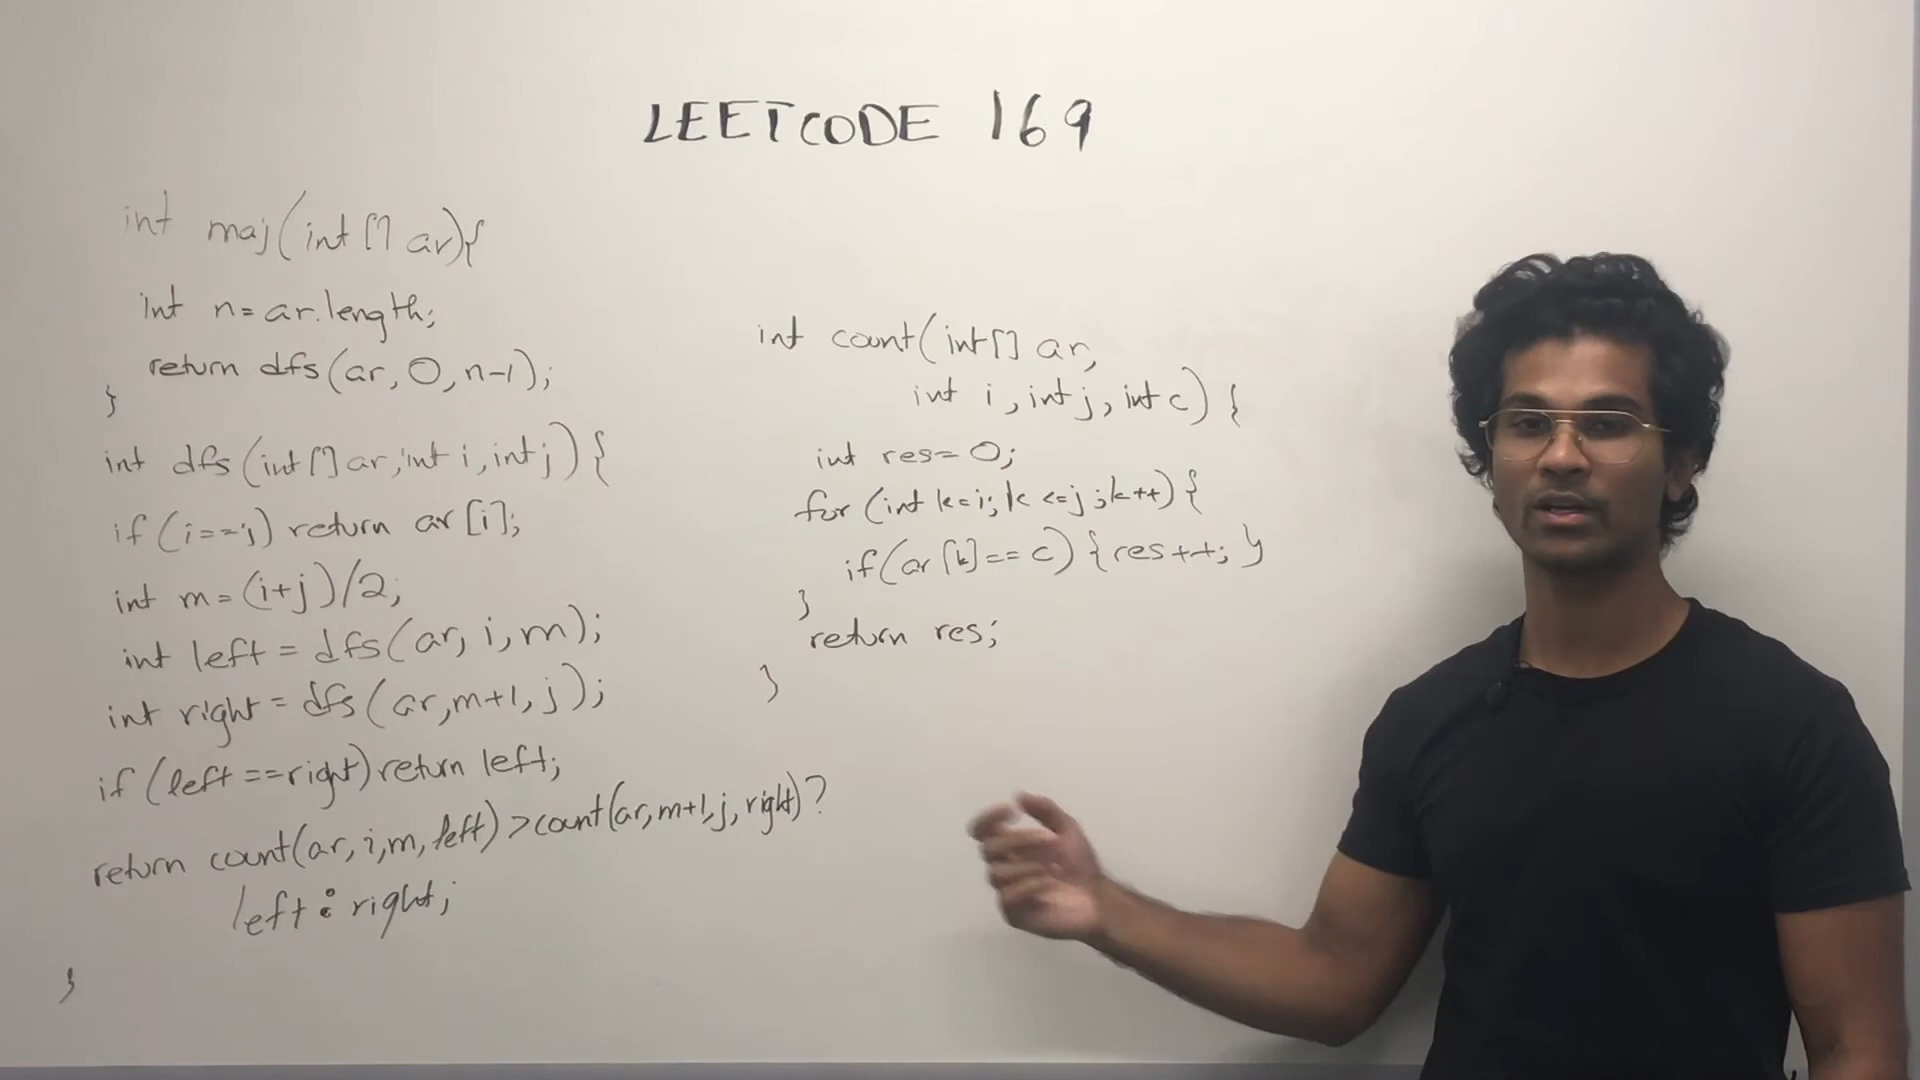 LEETCODE 169
int maj(int[] ar){
int n=ar.length;
return dfs(ar,0,n-1);
}
int dfs(int[] ar,int i,int j){
if(i==j) return ar[i];
int m=(i+j)/2;
int left = dfs(ar,i,m);
int right = dfs(ar,m+1,j);
if(left==right)return left;
return count(ar,i,m,left)>count(ar,m+1,j,right)?
left:right;
}
int count(int[] ar,
int i,int j,int c){
int res=0;
for(int k=i;k<=j;k++){
if(ar[k]==c){res++;}
}
return res;
}